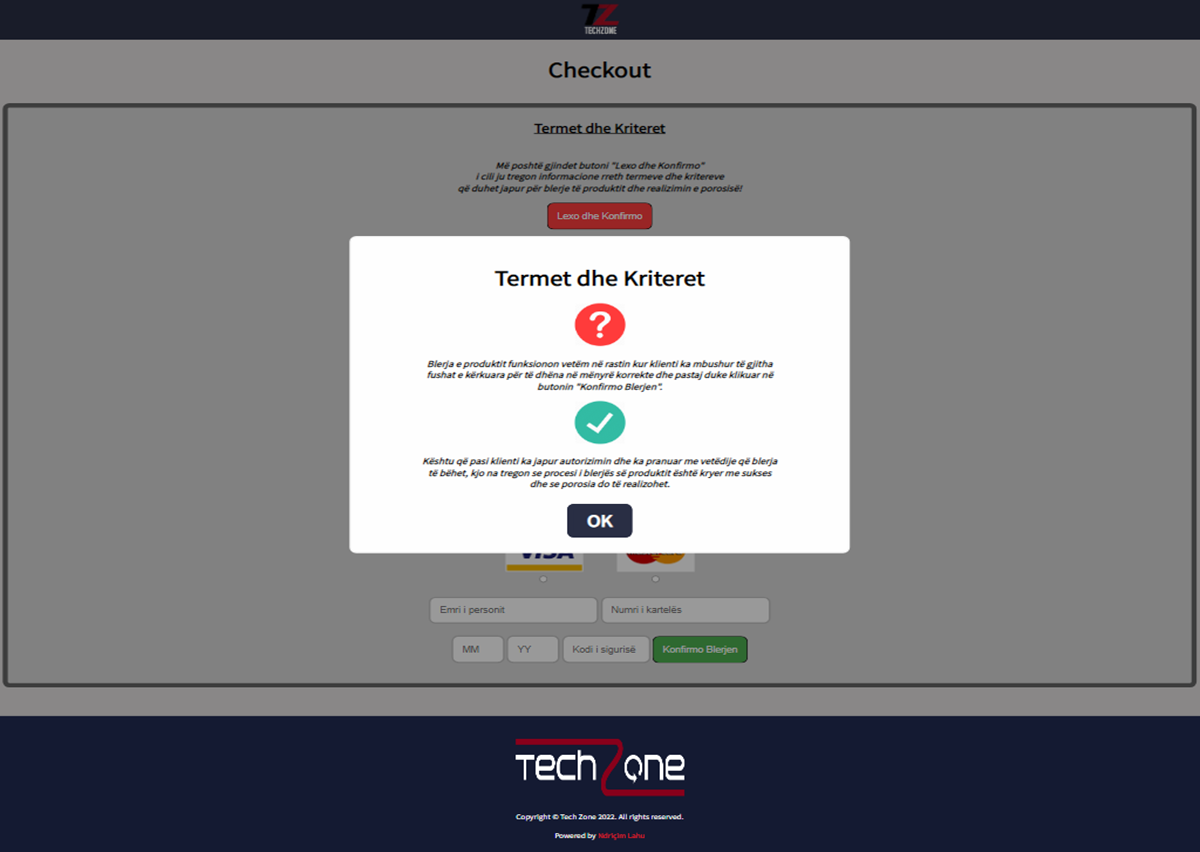 TECHZONE
Checkout
Termet dhe Kriteret
Më poshtë gjindet butoni "Lexo dhe Konfirmo"
i cili ju tregon informacione rreth termeve dhe kritereve
që duhet japur për blerje të produktit dhe realizimin e porosisë!
Lexo dhe Konfirmo
Termet dhe Kriteret
?
Blerja e produktit funksionon vetëm në rastin kur klienti ka mbushur të gjitha
fushat e kërkuara për të dhëna në mënyrë korrekte dhe pastaj duke klikuar në
butonin "Konfirmo Blerjen".
Kështu që pasi klienti ka japur autorizimin dhe ka pranuar me vetëdije që blerja
të bëhet, kjo na tregon se procesi i blerjës së produktit është kryer me sukses
dhe se porosia do të realizohet.
OK
VISA
Emri i personit Numri i kartelës
MM YY Kodi i sigurisë Konfirmo Blerjen
Tech Zone
Copyright © Tech Zone 2022. All rights reserved.
Powered by Ndriçim Lahu